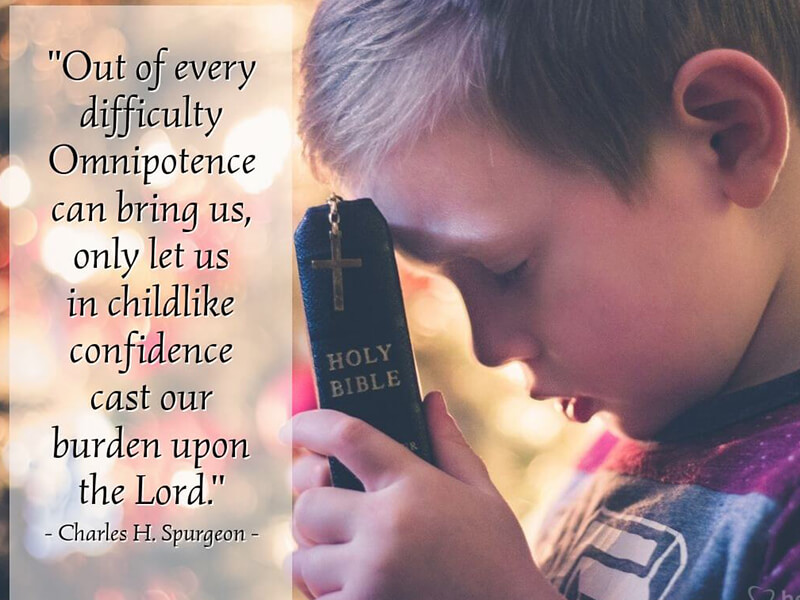 "Out of every
difficulty
Omnipotence
can bring us,
only let us
in childlike
confidence
cast our
burden upon
the Lord."
- Charles H. Spurgeon -
HOLY
BIBLE